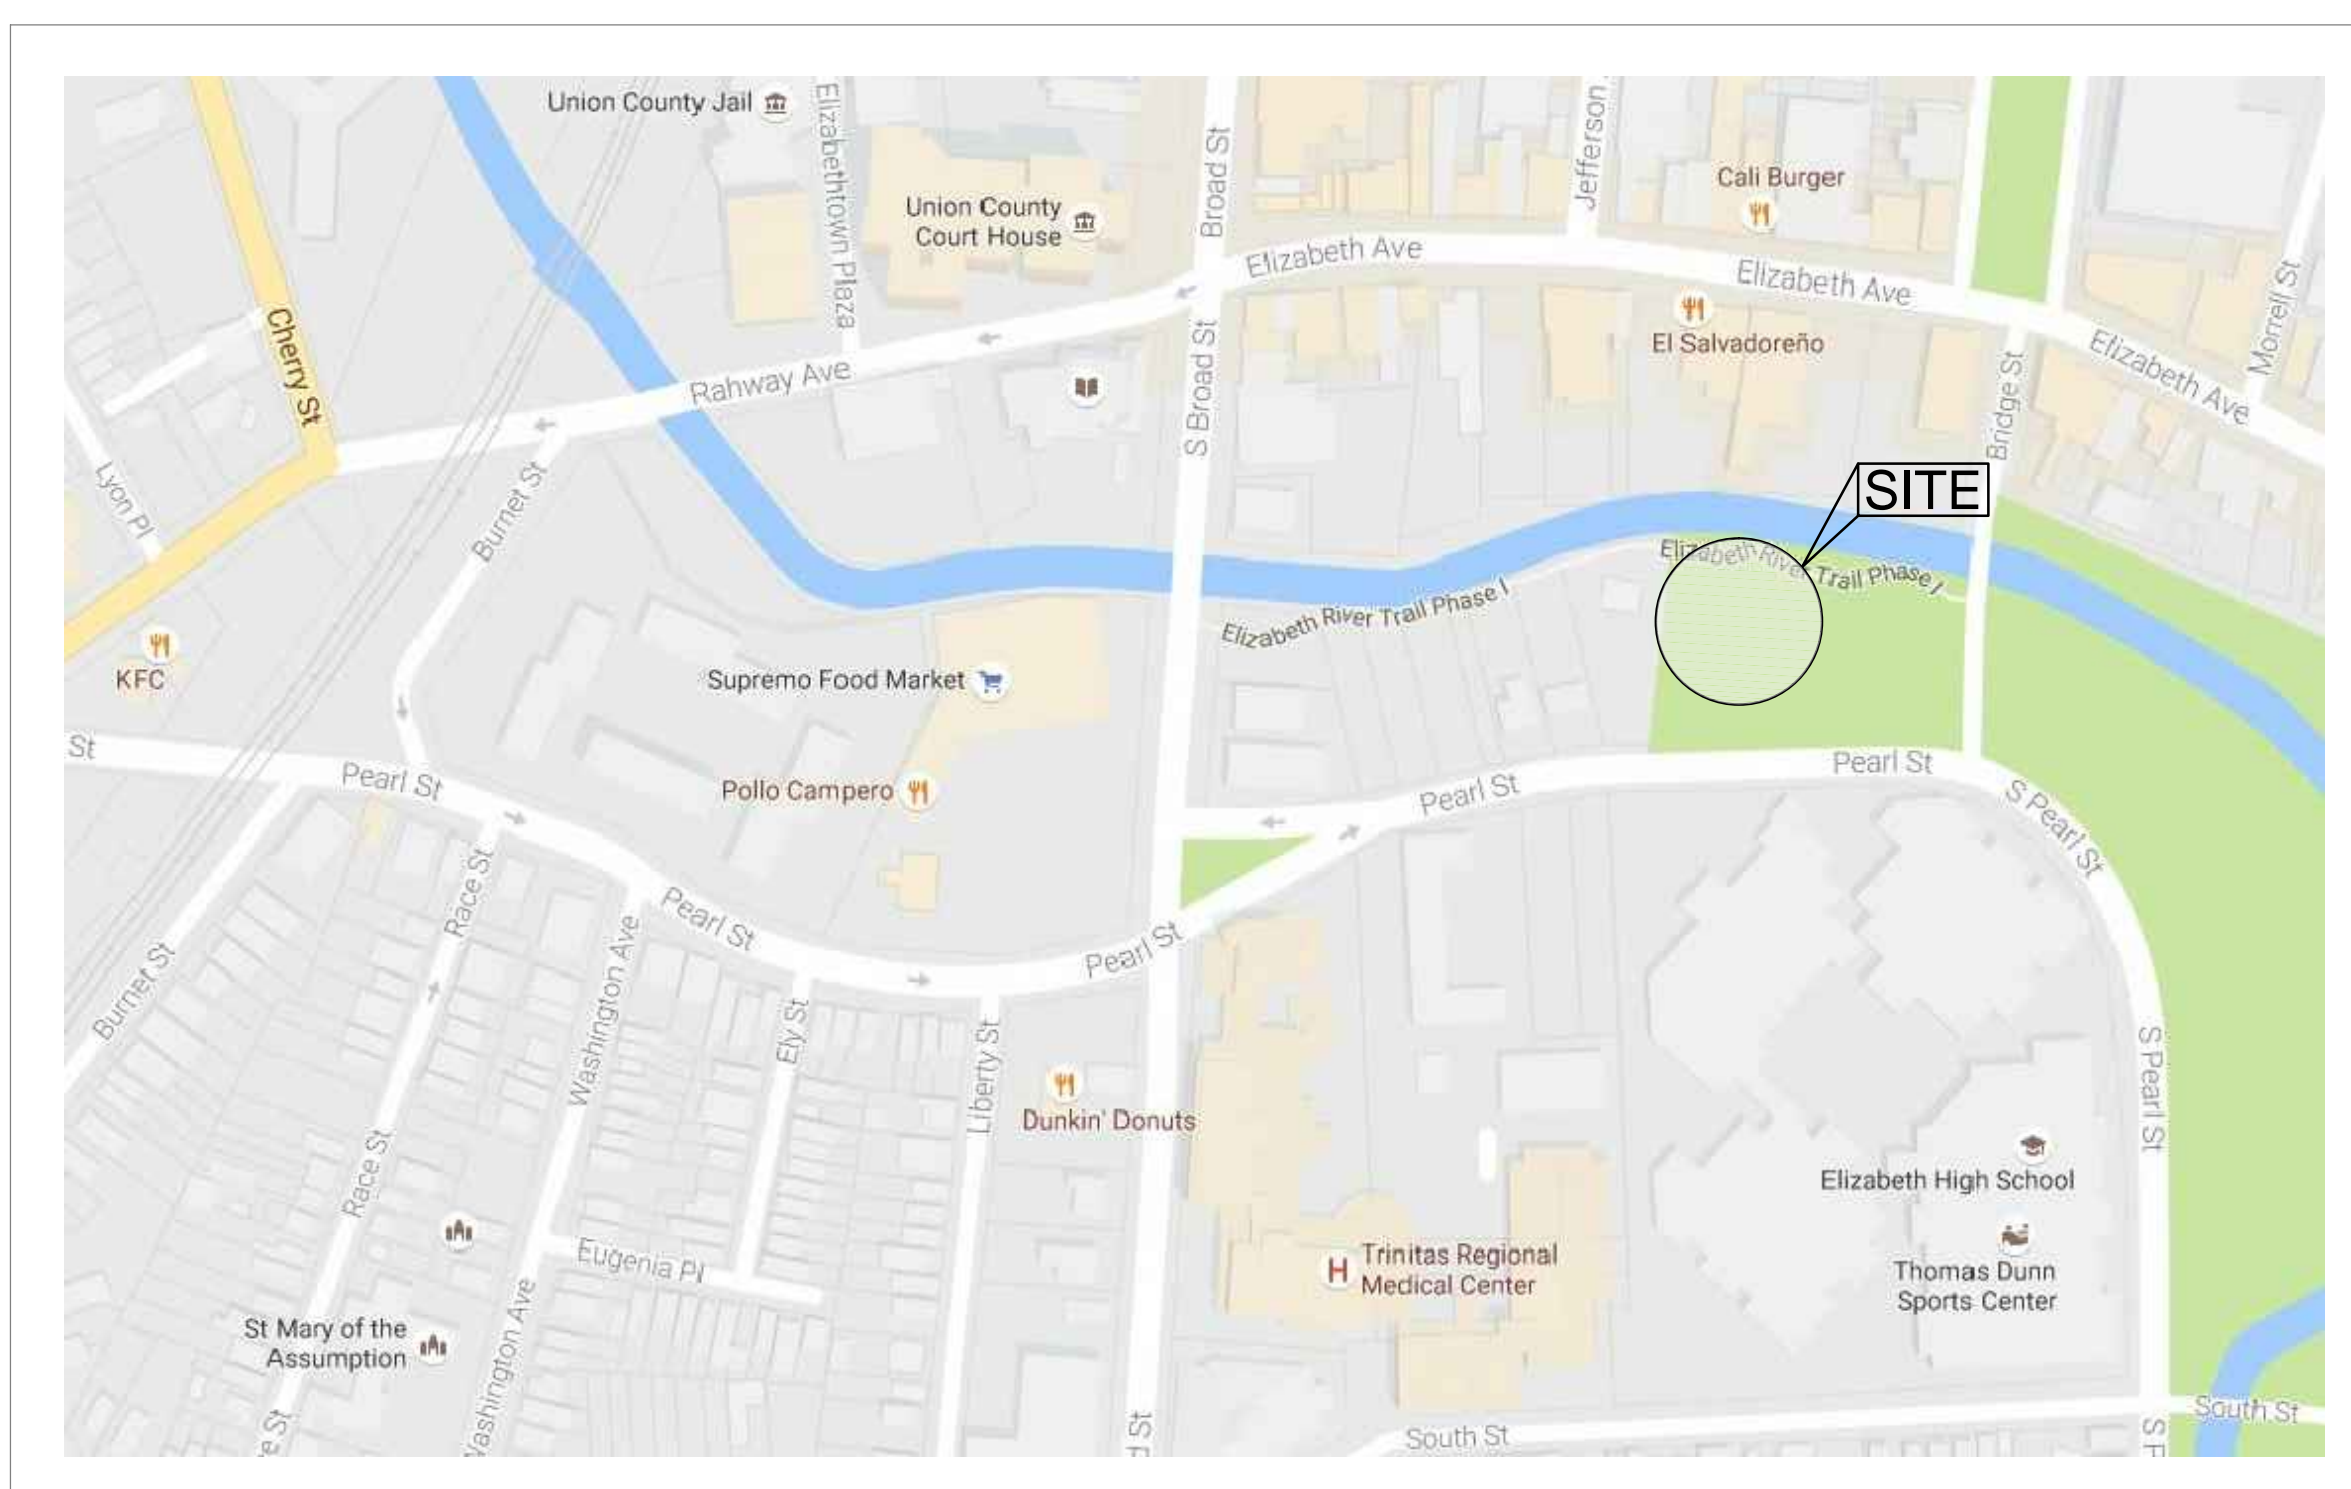 Union County Jail
Elizabethtown Plaza
Broad St
Jefferson
Cali Burger
Union County
Court House
Elizabeth Ave
Elizabeth Ave
Morrell St
Cherry St
El Salvadoreño
Elizabeth Ave
Rahway Ave
S Broad St
Bridge St
Lyon Pl
Burnet St
SITE
Elizabeth River Trail Phase I
Elizabeth River Trail Phase I
KFC
Supremo Food Market
St
Pearl St
Pollo Campero
Pearl St
Pearl St
S Pearl St
Race St
Pearl St
Pearl St
Burnet St
Washington Ave
Ely St
Liberty St
Dunkin' Donuts
S Pearl St
Race St
Elizabeth High School
Eugenia Pl
H
Trinitas Regional
Medical Center
Thomas Dunn
Sports Center
St Mary of the
Assumption
Washington Ave
e St
d St
South St
South St
S P